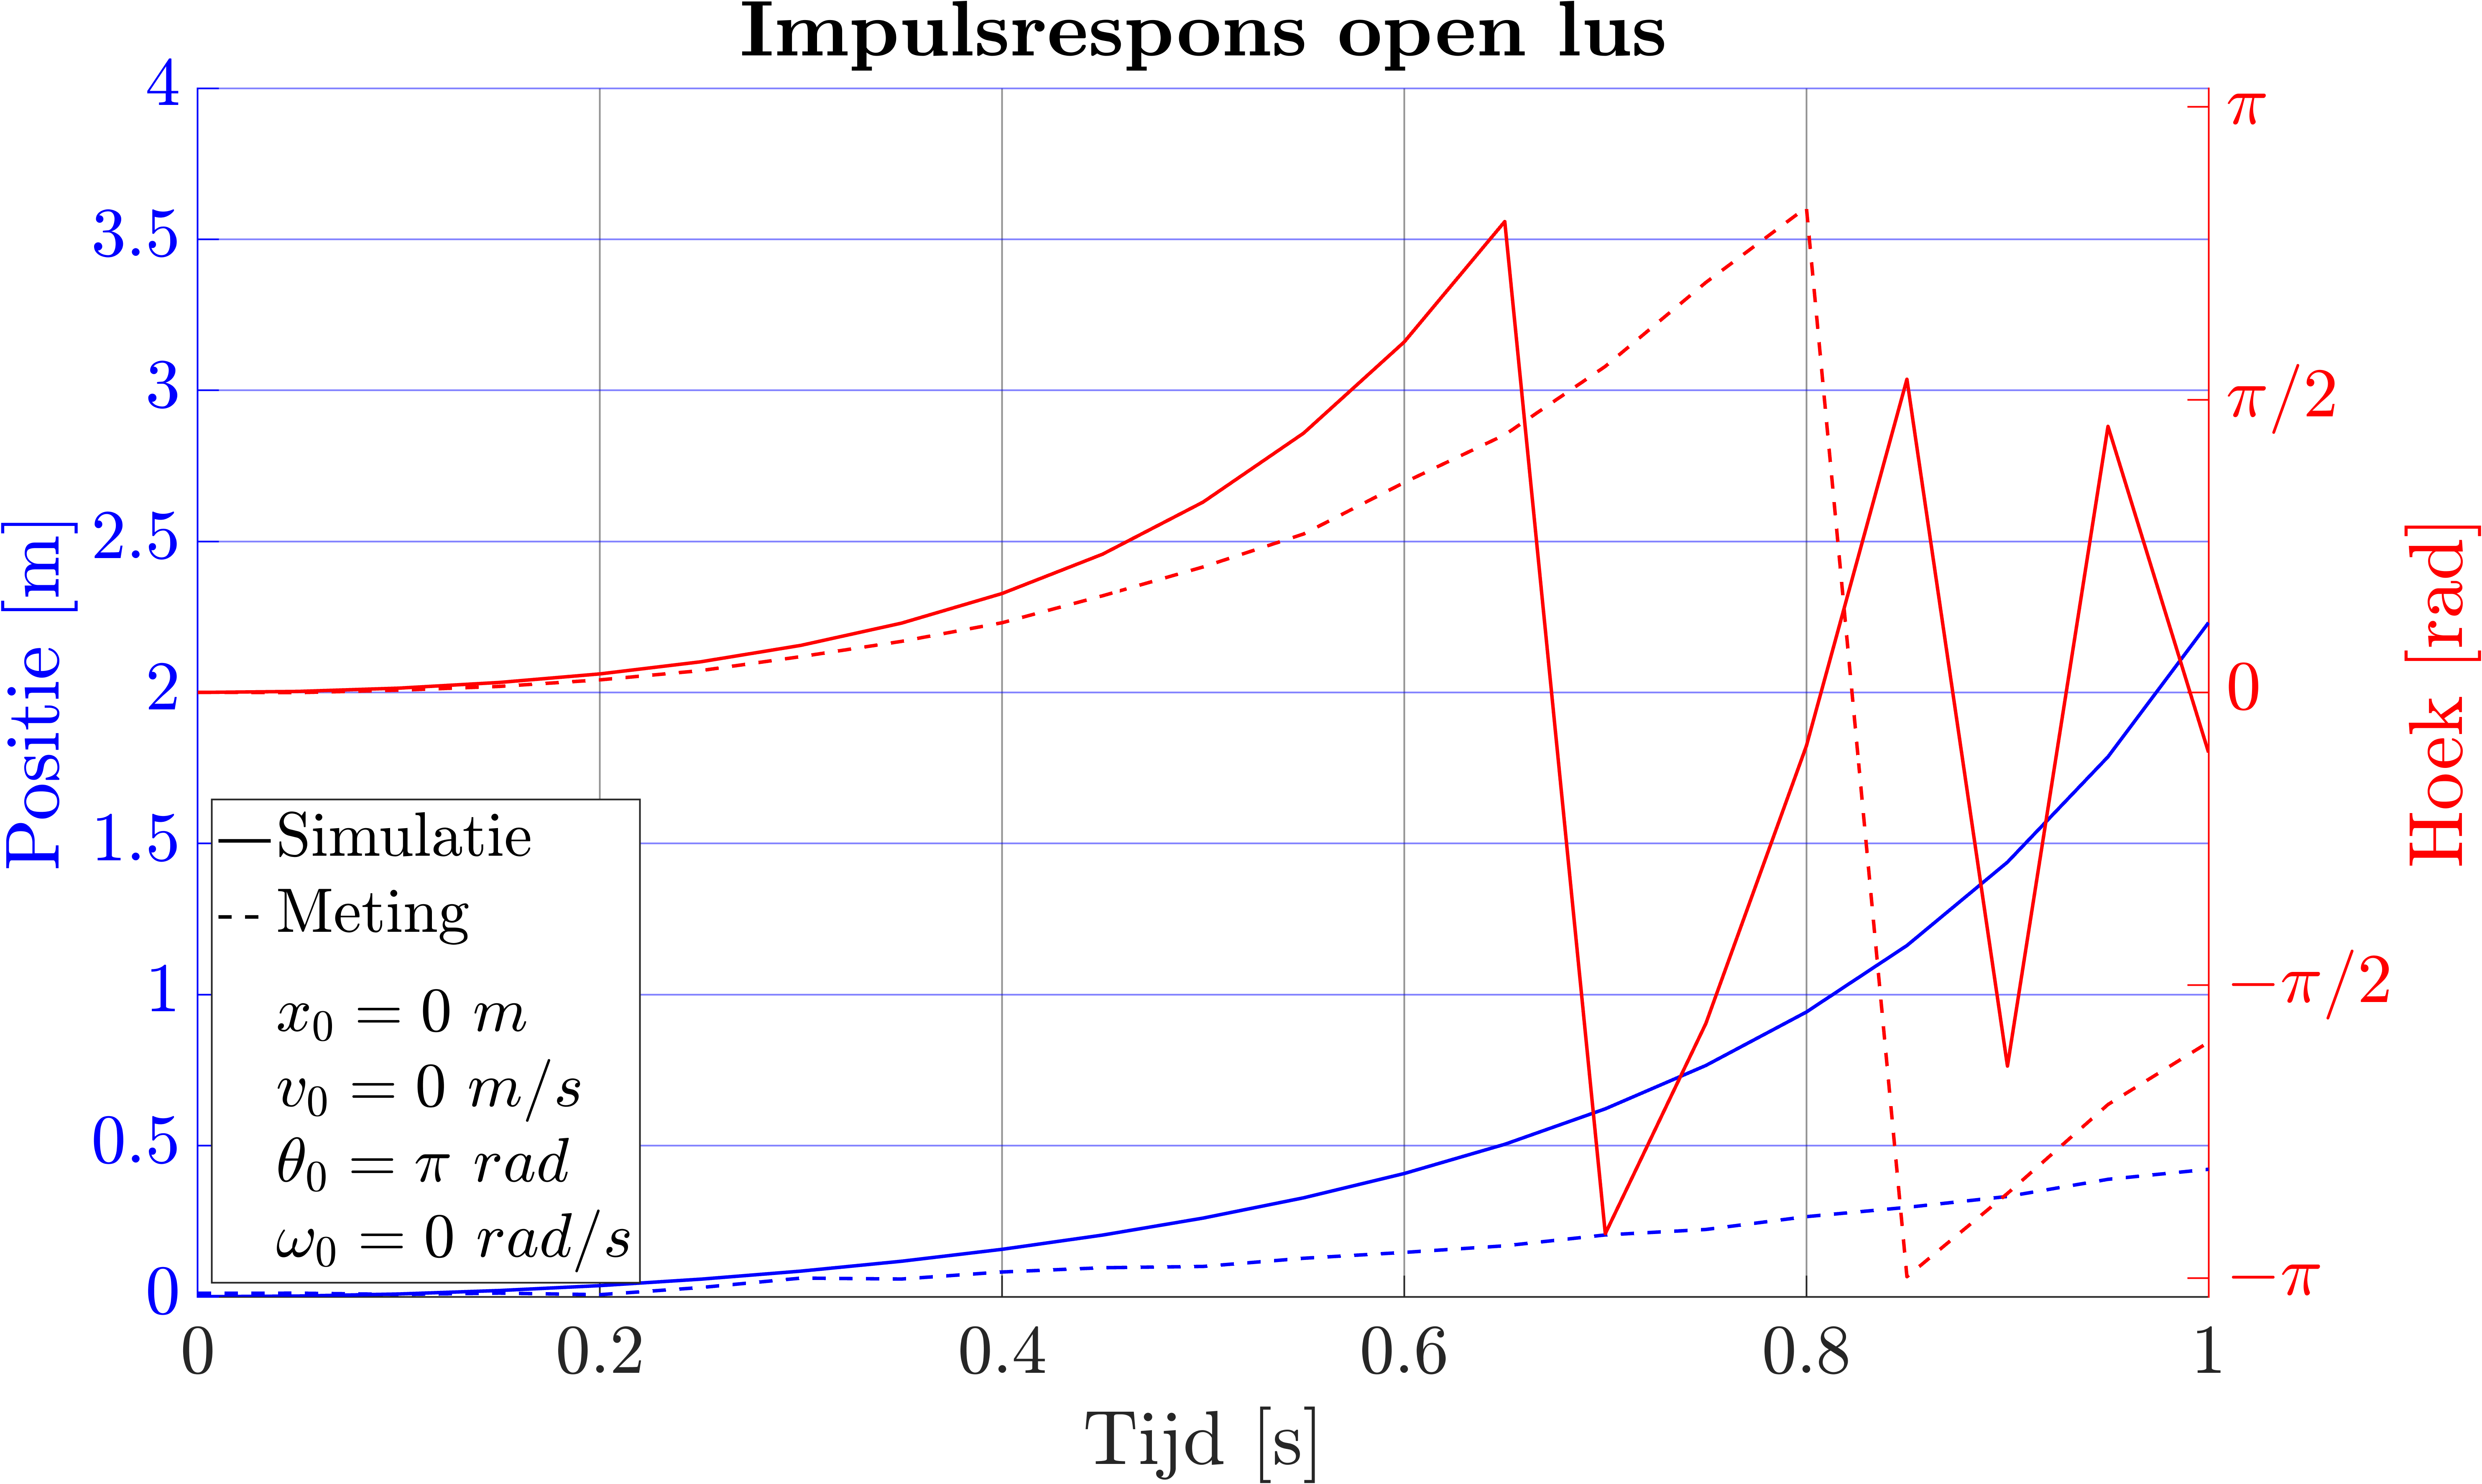 Impulsrespons open lus
4
3.5
3
2.5
2
1.5
1
0.5
0
Positie [m]
π
π/2
0
−π/2
−π
Hoek [rad]
Simulatie
Meting
x₀ = 0 m
v₀ = 0 m/s
θ₀ = π rad
ω₀ = 0 rad/s
0 0.2 0.4 0.6 0.8 1
Tijd [s]